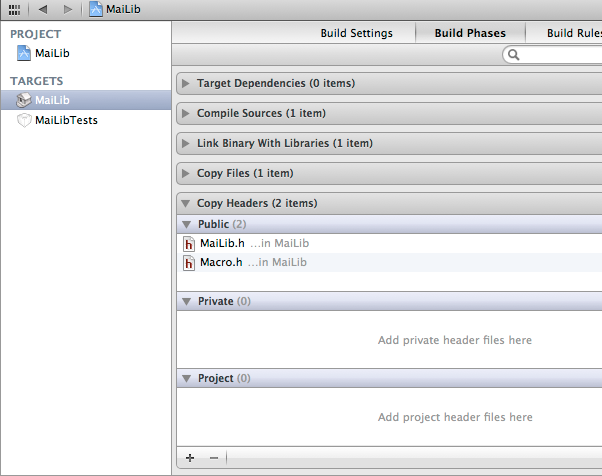 MaiLib
PROJECT
MaiLib
TARGETS
MaiLib
MaiLibTests
Build Settings
Build Phases
Build Rules
Target Dependencies (0 items)
Compile Sources (1 item)
Link Binary With Libraries (1 item)
Copy Files (1 item)
Copy Headers (2 items)
Public (2)
MaiLib.h ...in MaiLib
Macro.h ...in MaiLib
Private (0)
Add private header files here
Project (0)
Add project header files here